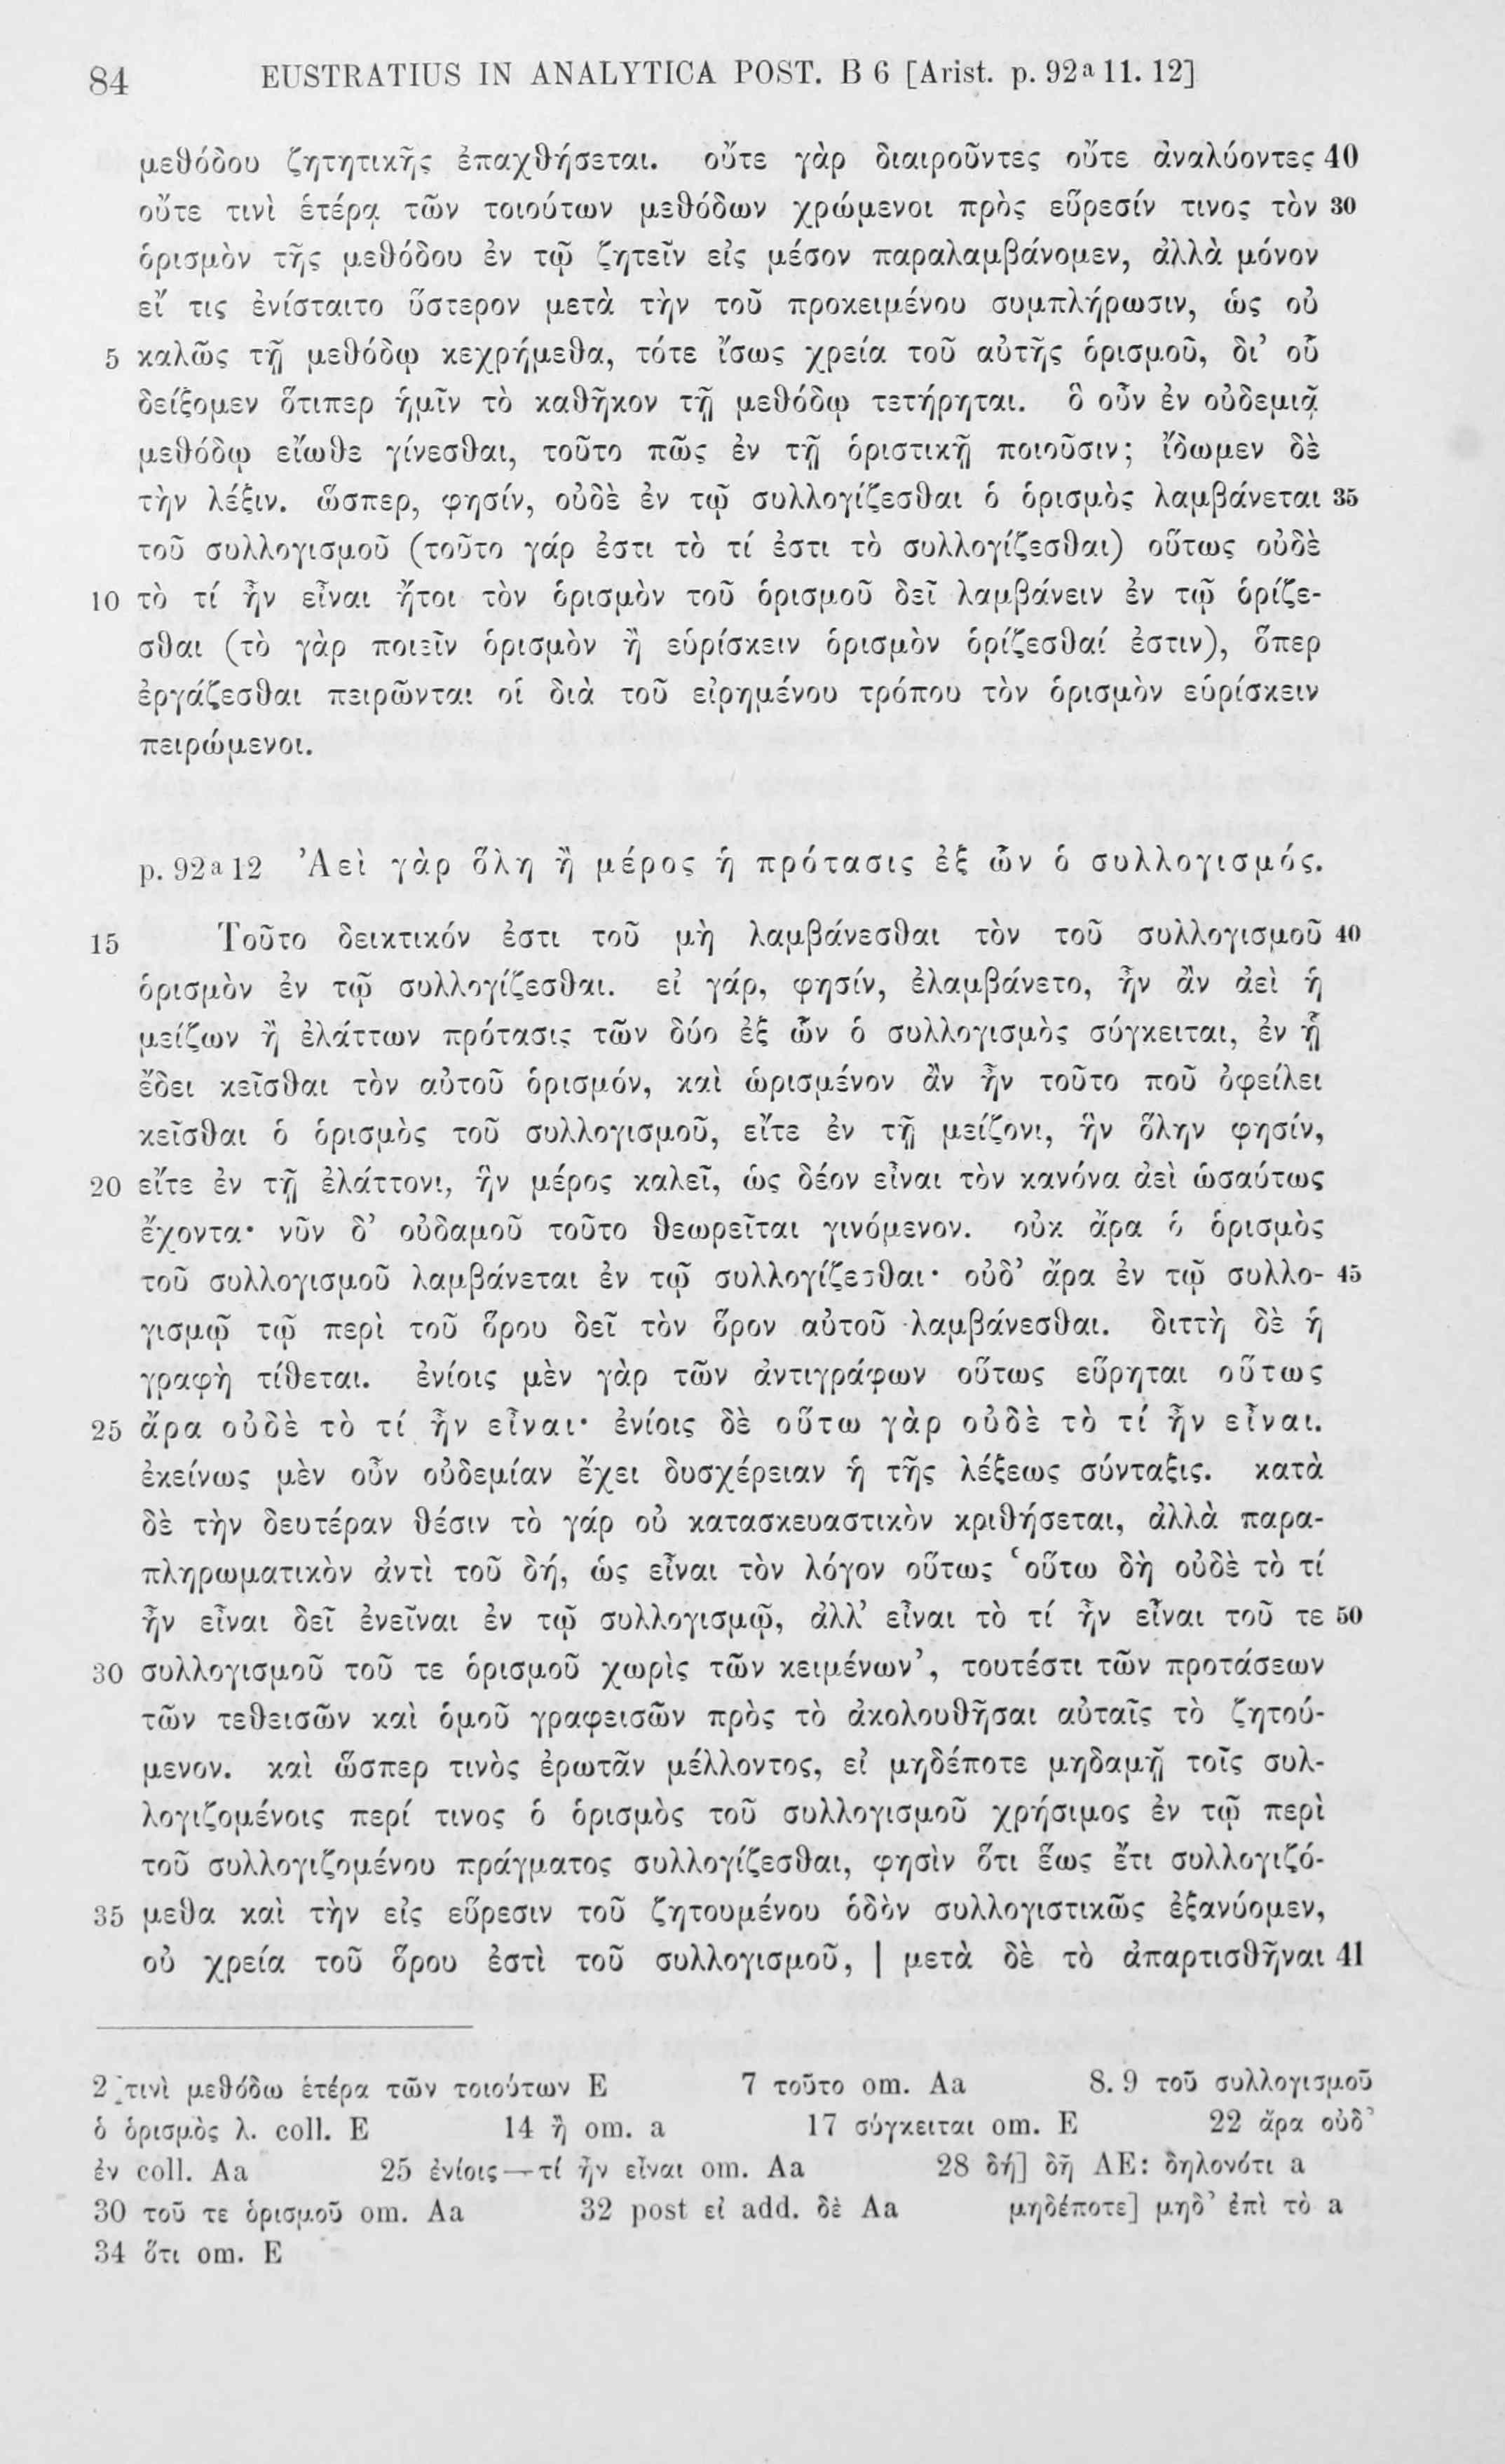 84 EUSTRATIUS IN ANALYTICA POST. B 6 [Arist. p. 92a 11. 12]
μεθόδου ζητητικῆς ἐπαχθήσεται. οὔτε γὰρ διαιροῦντες οὔτε ἀναλύοντες 40
οὔτε τινὶ ἑτέρᾳ τῶν τοιούτων μεθόδων χρώμενοι πρὸς εὕρεσίν τινος τὸν 30
ὁρισμὸν τῆς μεθόδου ἐν τῷ ζητεῖν εἰς μέσον παραλαμβάνομεν, ἀλλὰ μόνον
εἴ τις ἐνίσταιτο ὕστερον μετὰ τὴν τοῦ προκειμένου συμπλήρωσιν, ὡς οὐ
5 καλῶς τῇ μεθόδῳ κεχρήμεθα, τότε ἴσως χρεία τοῦ αὐτῆς ὁρισμοῦ, δι’ οὗ
δείξομεν ὅτιπερ ἡμῖν τὸ καθῆκον τῇ μεθόδῳ τετήρηται. ὃ οὖν ἐν οὐδεμιᾷ
μεθόδῳ εἴωθε γίνεσθαι, τοῦτο πῶς ἐν τῇ ὁριστικῇ ποιοῦσιν; ἴδωμεν δὲ
τὴν λέξιν. ὥσπερ, φησίν, οὐδὲ ἐν τῷ συλλογίζεσθαι ὁ ὁρισμὸς λαμβάνεται 35
τοῦ συλλογισμοῦ (τοῦτο γάρ ἐστι τὸ τί ἐστι τὸ συλλογίζεσθαι) οὕτως οὐδὲ
10 τὸ τί ἦν εἶναι ἤτοι τὸν ὁρισμὸν τοῦ ὁρισμοῦ δεῖ λαμβάνειν ἐν τῷ ὁρίζε-
σθαι (τὸ γὰρ ποιεῖν ὁρισμὸν ἢ εὑρίσκειν ὁρισμὸν ὁρίζεσθαί ἐστιν), ὅπερ
ἐργάζεσθαι πειρῶνται οἱ διὰ τοῦ εἰρημένου τρόπου τὸν ὁρισμὸν εὑρίσκειν
πειρώμενοι.
p. 92a 12 Ἀεὶ γὰρ ὅλη ἢ μέρος ἡ πρότασις ἐξ ὧν ὁ συλλογισμός.
15 Τοῦτο δεικτικόν ἐστι τοῦ μὴ λαμβάνεσθαι τὸν τοῦ συλλογισμοῦ 40
ὁρισμὸν ἐν τῷ συλλογίζεσθαι. εἰ γάρ, φησίν, ἐλαμβάνετο, ἦν ἂν ἀεὶ ἡ
μείζων ἢ ἐλάττων πρότασις τῶν δύο ἐξ ὧν ὁ συλλογισμὸς σύγκειται, ἐν ᾗ
ἔδει κεῖσθαι τὸν αὐτοῦ ὁρισμόν, καὶ ὡρισμένον ἂν ἦν τοῦτο ποῦ ὀφείλει
κεῖσθαι ὁ ὁρισμὸς τοῦ συλλογισμοῦ, εἴτε ἐν τῇ μείζονι, ἣν ὅλην φησίν,
20 εἴτε ἐν τῇ ἐλάττονι, ἣν μέρος καλεῖ, ὡς δέον εἶναι τὸν κανόνα ἀεὶ ὡσαύτως
ἔχοντα· νῦν δ’ οὐδαμοῦ τοῦτο θεωρεῖται γινόμενον. οὐκ ἄρα ὁ ὁρισμὸς
τοῦ συλλογισμοῦ λαμβάνεται ἐν τῷ συλλογίζεσθαι· οὐδ’ ἄρα ἐν τῷ συλλο- 45
γισμῷ τῷ περὶ τοῦ ὅρου δεῖ τὸν ὅρον αὐτοῦ λαμβάνεσθαι. διττὴ δὲ ἡ
γραφὴ τίθεται. ἐνίοις μὲν γὰρ τῶν ἀντιγράφων οὕτως εὕρηται οὕτως
25 ἄρα οὐδὲ τὸ τί ἦν εἶναι· ἐνίοις δὲ οὕτω γὰρ οὐδὲ τὸ τί ἦν εἶναι.
ἐκείνως μὲν οὖν οὐδεμίαν ἔχει δυσχέρειαν ἡ τῆς λέξεως σύνταξις. κατὰ
δὲ τὴν δευτέραν θέσιν τὸ γάρ οὐ κατασκευαστικὸν κριθήσεται, ἀλλὰ παρα-
πληρωματικὸν ἀντὶ τοῦ δή, ὡς εἶναι τὸν λόγον οὕτως ‘οὕτω δὴ οὐδὲ τὸ τί
ἦν εἶναι δεῖ ἐνεῖναι ἐν τῷ συλλογισμῷ, ἀλλ’ εἶναι τὸ τί ἦν εἶναι τοῦ τε 50
30 συλλογισμοῦ τοῦ τε ὁρισμοῦ χωρὶς τῶν κειμένων’, τουτέστι τῶν προτάσεων
τῶν τεθεισῶν καὶ ὁμοῦ γραφεισῶν πρὸς τὸ ἀκολουθῆσαι αὐταῖς τὸ ζητού-
μενον. καὶ ὥσπερ τινὸς ἐρωτᾶν μέλλοντος, εἰ μηδέποτε μηδαμῇ τοῖς συλ-
λογιζομένοις περί τινος ὁ ὁρισμὸς τοῦ συλλογισμοῦ χρήσιμος ἐν τῷ περὶ
τοῦ συλλογιζομένου πράγματος συλλογίζεσθαι, φησὶν ὅτι ἕως ἔτι συλλογιζό-
35 μεθα καὶ τὴν εἰς εὕρεσιν τοῦ ζητουμένου ὁδὸν συλλογιστικῶς ἐξανύομεν,
οὐ χρεία τοῦ ὅρου ἐστὶ τοῦ συλλογισμοῦ, | μετὰ δὲ τὸ ἀπαρτισθῆναι 41
2 τινὶ μεθόδω ἑτέρα τῶν τοιούτων E 7 τοῦτο om. Aa 8. 9 τοῦ συλλογισμοῦ
ὁ ὁρισμὸς λ. coll. E 14 ἢ om. a 17 σύγκειται om. E 22 ἄρα οὐδ’
ἐν coll. Aa 25 ἐνίοις—τί ἦν εἶναι om. Aa 28 δή] δῆ AE: δηλονότι a
30 τοῦ τε ὁρισμοῦ om. Aa 32 post εἰ add. δὲ Aa μηδέποτε] μηδ’ ἐπὶ τὸ a
34 ὅτι om. E